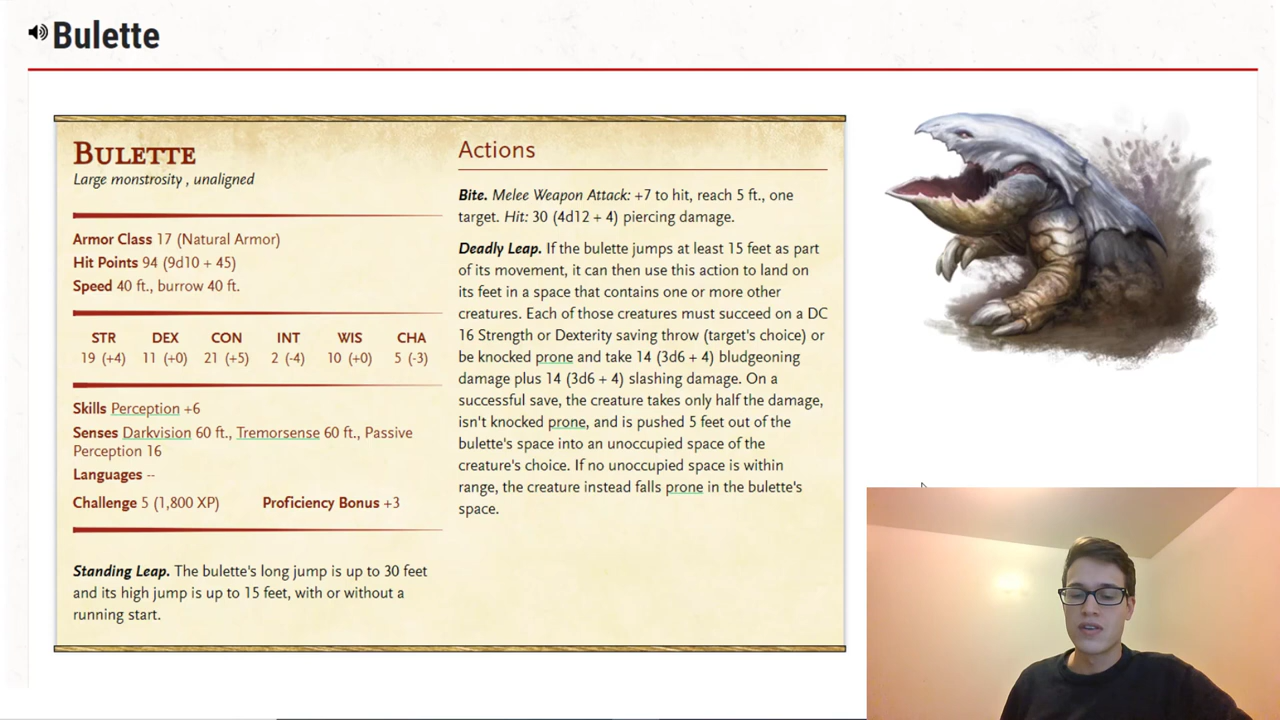 Bulette
BULETTE
Large monstrosity , unaligned
Armor Class 17 (Natural Armor)
Hit Points 94 (9d10 + 45)
Speed 40 ft., burrow 40 ft.
STR DEX CON INT WIS CHA
19 (+4) 11 (+0) 21 (+5) 2 (-4) 10 (+0) 5 (-3)
Skills Perception +6
Senses Darkvision 60 ft., Tremorsense 60 ft., Passive
Perception 16
Languages --
Challenge 5 (1,800 XP) Proficiency Bonus +3
Standing Leap. The bulette's long jump is up to 30 feet
and its high jump is up to 15 feet, with or without a
running start.
Actions
Bite. Melee Weapon Attack: +7 to hit, reach 5 ft., one
target. Hit: 30 (4d12 + 4) piercing damage.
Deadly Leap. If the bulette jumps at least 15 feet as part
of its movement, it can then use this action to land on
its feet in a space that contains one or more other
creatures. Each of those creatures must succeed on a DC
16 Strength or Dexterity saving throw (target's choice) or
be knocked prone and take 14 (3d6 + 4) bludgeoning
damage plus 14 (3d6 + 4) slashing damage. On a
successful save, the creature takes only half the damage,
isn't knocked prone, and is pushed 5 feet out of the
bulette's space into an unoccupied space of the
creature's choice. If no unoccupied space is within
range, the creature instead falls prone in the bulette's
space.